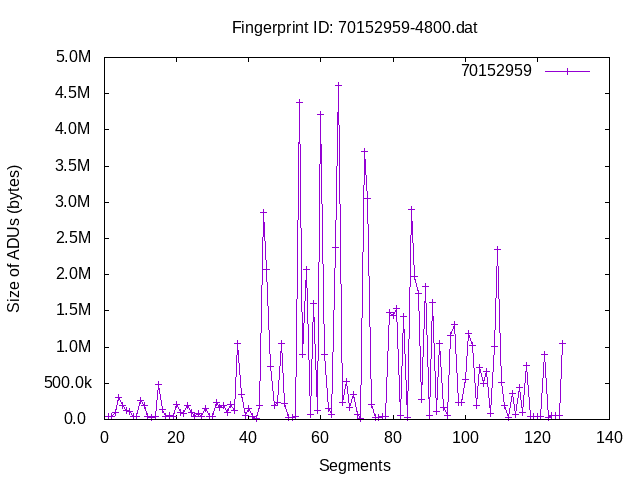 Fingerprint ID: 70152959-4800.dat
5.0M
70152959
4.5M
4.0M
3.5M
3.0M
2.5M
2.0M
1.5M
1.0M
500.0k
0.0
0 20 40 60 80 100 120 140
Size of ADUs (bytes)
Segments